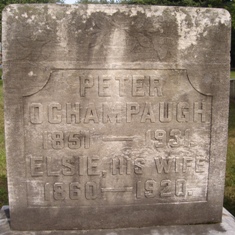 PETER
OCHAMPAUGH
1851 — 1931
ELSIE, HIS WIFE
1860 — 1920.